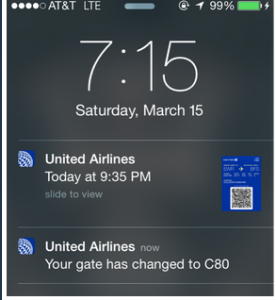 AT&T LTE 99%
7:15
Saturday, March 15
United Airlines
Today at 9:35 PM
slide to view
United Airlines now
Your gate has changed to C80